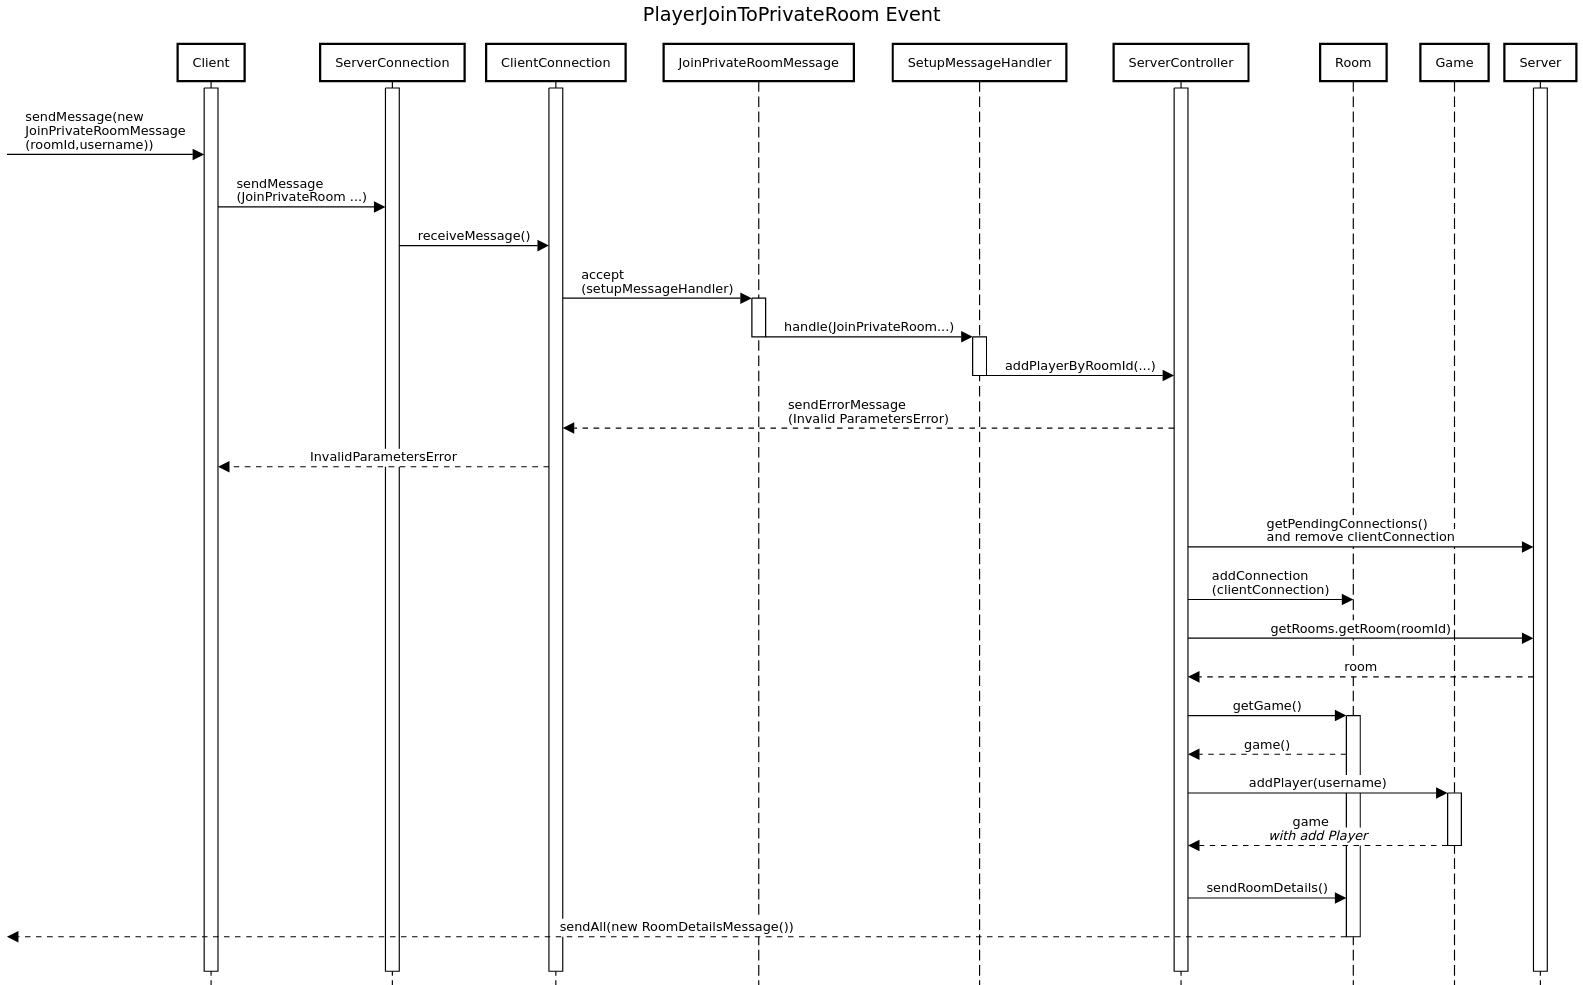 PlayerJoinToPrivateRoom Event
Client
ServerConnection
ClientConnection
JoinPrivateRoomMessage
SetupMessageHandler
ServerController
Room
Game
Server
sendMessage(new
JoinPrivateRoomMessage
(roomId,username))
sendMessage
(JoinPrivateRoom ...)
receiveMessage()
accept
(setupMessageHandler)
handle(JoinPrivateRoom...)
addPlayerByRoomId(...)
sendErrorMessage
(Invalid ParametersError)
InvalidParametersError
getPendingConnections()
and remove clientConnection
addConnection
(clientConnection)
getRooms.getRoom(roomId)
room
getGame()
game()
addPlayer(username)
game
with add Player
sendRoomDetails()
sendAll(new RoomDetailsMessage())